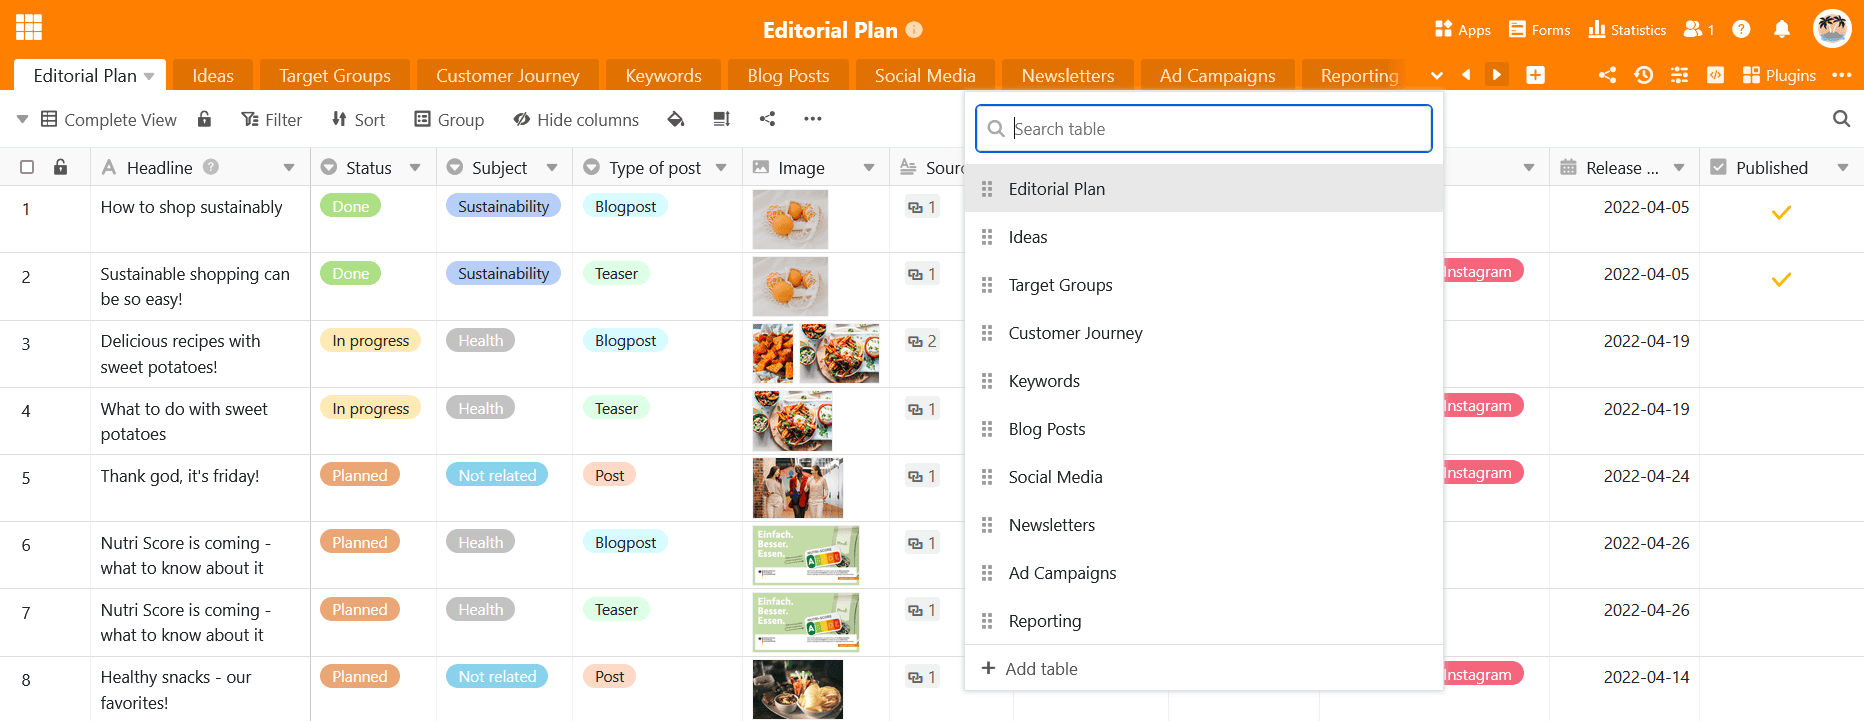 Editorial Plan
Apps
Forms
Statistics
1
Editorial Plan
Ideas
Target Groups
Customer Journey
Keywords
Blog Posts
Social Media
Newsletters
Ad Campaigns
Reporting
Plugins
Complete View
Filter
Sort
Group
Hide columns
Headline
Status
Subject
Type of post
Image
Sourc
Release ...
Published
1
How to shop sustainably
Done
Sustainability
Blogpost
1
2022-04-05
2
Sustainable shopping can
be so easy!
Done
Sustainability
Teaser
1
Instagram
2022-04-05
3
Delicious recipes with
sweet potatoes!
In progress
Health
Blogpost
2
2022-04-19
4
What to do with sweet
potatoes
In progress
Health
Teaser
1
Instagram
2022-04-19
5
Thank god, it's friday!
Planned
Not related
Post
1
Instagram
2022-04-24
6
Nutri Score is coming -
what to know about it
Planned
Health
Blogpost
Einfach.
Besser.
Essen.
1
2022-04-26
7
Nutri Score is coming -
what to know about it
Planned
Health
Teaser
Einfach.
Besser.
Essen.
1
2022-04-26
8
Healthy snacks - our
favorites!
Planned
Not related
Post
1
Instagram
2022-04-14
Search table
Editorial Plan
Ideas
Target Groups
Customer Journey
Keywords
Blog Posts
Social Media
Newsletters
Ad Campaigns
Reporting
Add table